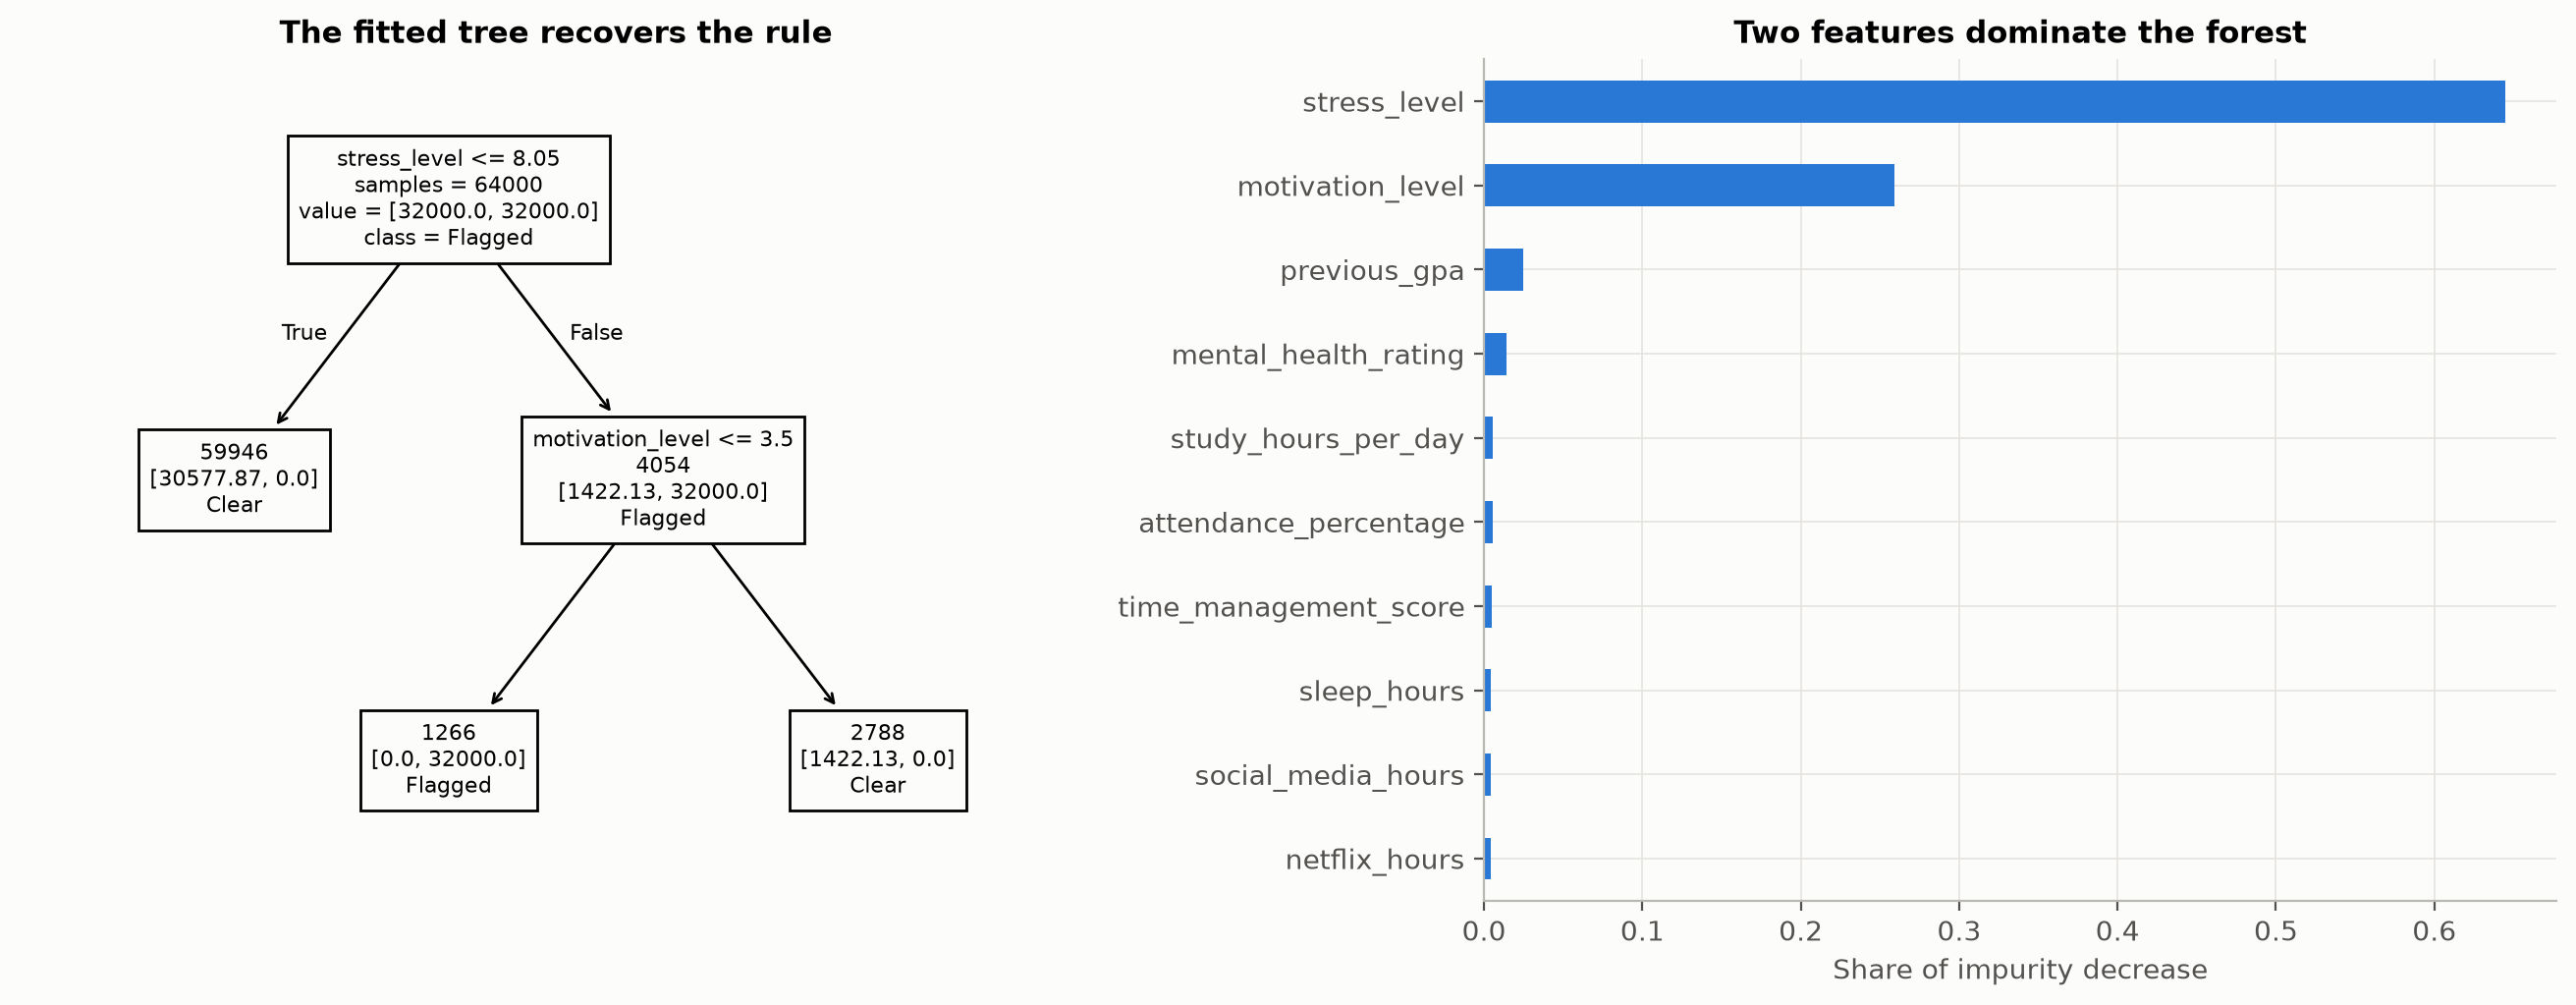 The fitted tree recovers the rule
stress_level <= 8.05
samples = 64000
value = [32000.0, 32000.0]
class = Flagged
True
False
59946
[30577.87, 0.0]
Clear
motivation_level <= 3.5
4054
[1422.13, 32000.0]
Flagged
1266
[0.0, 32000.0]
Flagged
2788
[1422.13, 0.0]
Clear
Two features dominate the forest
stress_level
motivation_level
previous_gpa
mental_health_rating
study_hours_per_day
attendance_percentage
time_management_score
sleep_hours
social_media_hours
netflix_hours
0.0 0.1 0.2 0.3 0.4 0.5 0.6
Share of impurity decrease